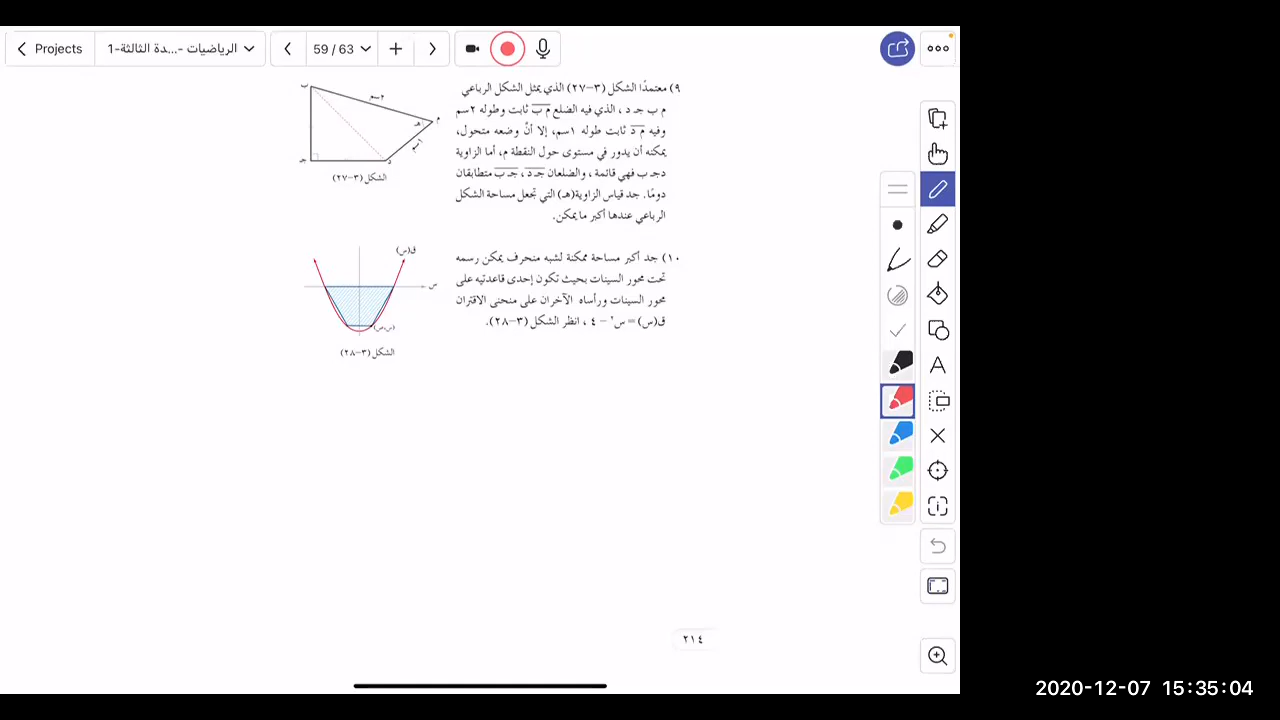 Projects
الرياضيات -...دة الثالثة-1
59 / 63
٩) معتمدًا الشكل (٣-٢٧) الذي يمثل الشكل الرباعي
م ب جـ د ، الذي فيه الضلع م ب ثابت وطوله ٢سم
وفيه م د ثابت طوله ١سم، إلا أنَّ وضعه متحول،
يمكنه أن يدور في مستوى حول النقطة م، أما الزاوية
د جـ ب فهي قائمة ، والضلعان جـ د ، جـ ب متطابقان
دومًا. جد قياس الزاوية (هـ) التي تجعل مساحة الشكل
الرباعي عندها أكبر ما يمكن.
ب
٢سم
م
هـ
١سم
جـ
د
الشكل (٣-٢٧)
١٠) جد أكبر مساحة ممكنة لشبه منحرف يمكن رسمه
تحت محور السينات بحيث تكون إحدى قاعدتيه على
محور السينات ورأساه الآخران على منحنى الاقتران
ق(س) = س٢ - ٤ ، انظر الشكل (٣-٢٨).
ق(س)
س
(س،ص)
الشكل (٣-٢٨)
٢١٤
A
2020-12-07 15:35:04